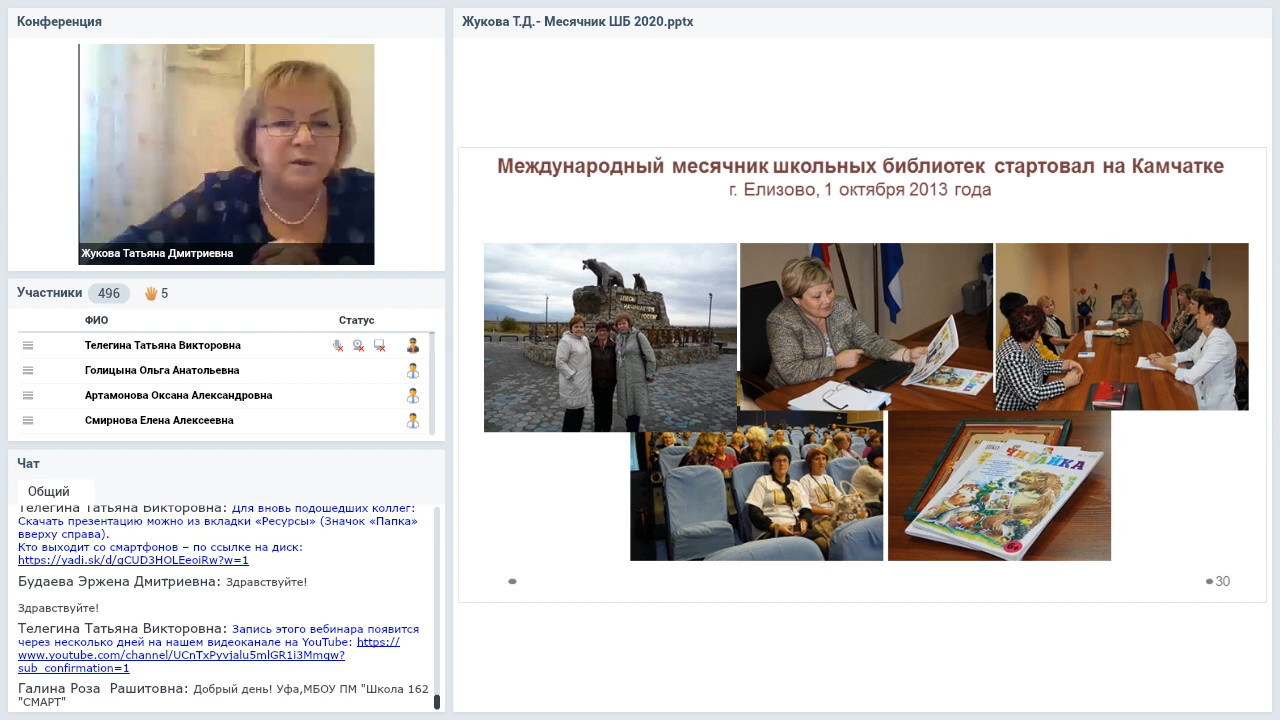 Конференция
Жукова Татьяна Дмитриевна
Участники 496 5
ФИО Статус
Телегина Татьяна Викторовна
Голицына Ольга Анатольевна
Артамонова Оксана Александровна
Смирнова Елена Алексеевна
Чат
Общий
Телегина Татьяна Викторовна: Для вновь подошедших коллег:
Скачать презентацию можно из вкладки «Ресурсы» (Значок «Папка»
вверху справа).
Кто выходит со смартфонов – по ссылке на диск:
https://yadi.sk/d/gCUD3HOLEeoiRw?w=1
Будаева Эржена Дмитриевна: Здравствуйте!
Здравствуйте!
Телегина Татьяна Викторовна: Запись этого вебинара появится
через несколько дней на нашем видеоканале на YouTube: https://
www.youtube.com/channel/UCnTxPyvjalu5mlGR1i3Mmqw?
sub_confirmation=1
Галина Роза Рашитовна: Добрый день! Уфа,МБОУ ПМ "Школа 162
"СМАРТ"
Жукова Т.Д.- Месячник ШБ 2020.pptx
Международный месячник школьных библиотек стартовал на Камчатке
г. Елизово, 1 октября 2013 года
ЗДЕСЬ
НАЧИНАЕТСЯ
РОССИЯ
ЧИТАЙКА
6+
30